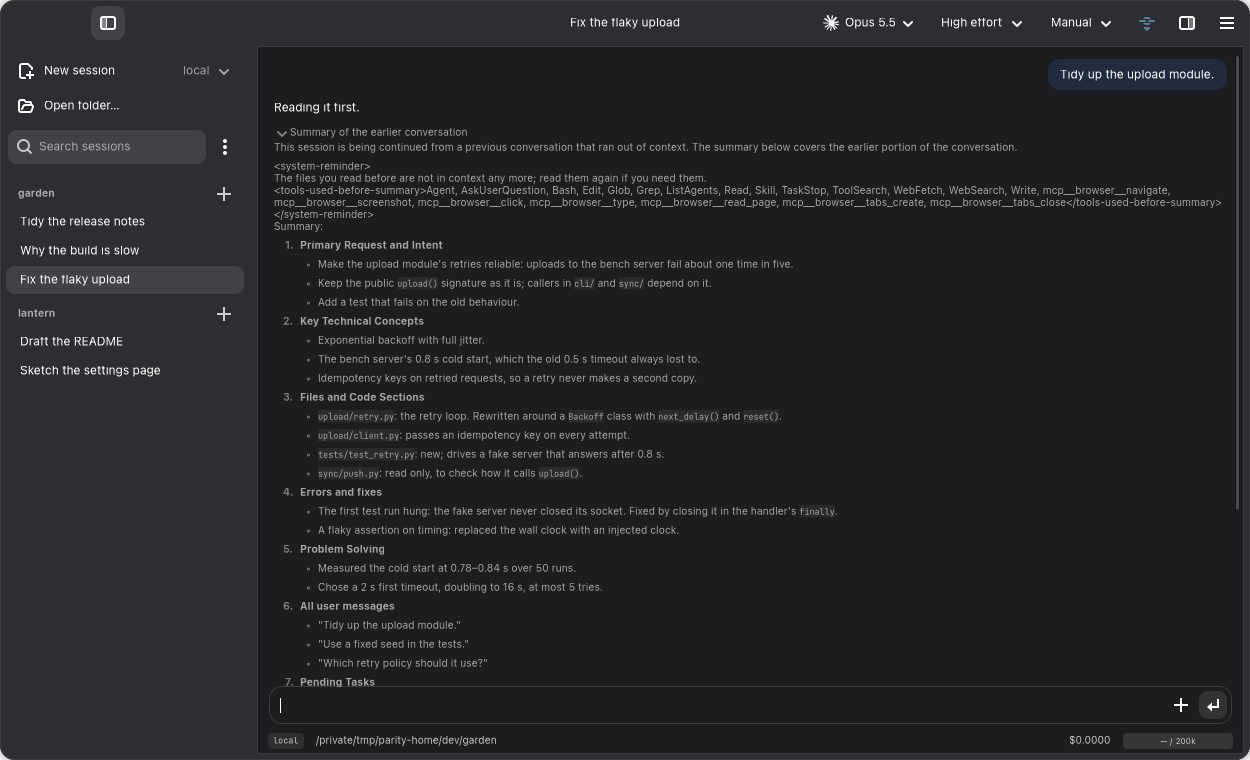 Fix the flaky upload
Opus 5.5
High effort
Manual
New session
local
Open folder...
Search sessions
garden
Tidy the release notes
Why the build is slow
Fix the flaky upload
lantern
Draft the README
Sketch the settings page
Tidy up the upload module.
Reading it first.
Summary of the earlier conversation
This session is being continued from a previous conversation that ran out of context. The summary below covers the earlier portion of the conversation.
<system-reminder>
The files you read before are not in context any more; read them again if you need them.
<tools-used-before-summary>Agent, AskUserQuestion, Bash, Edit, Glob, Grep, ListAgents, Read, Skill, TaskStop, ToolSearch, WebFetch, WebSearch, Write, mcp__browser__navigate,
mcp__browser__screenshot, mcp__browser__click, mcp__browser__type, mcp__browser__read_page, mcp__browser__tabs_create, mcp__browser__tabs_close</tools-used-before-summary>
</system-reminder>
Summary:
1. Primary Request and Intent
• Make the upload module's retries reliable: uploads to the bench server fail about one time in five.
• Keep the public upload() signature as it is; callers in cli/ and sync/ depend on it.
• Add a test that fails on the old behaviour.
2. Key Technical Concepts
• Exponential backoff with full jitter.
• The bench server's 0.8 s cold start, which the old 0.5 s timeout always lost to.
• Idempotency keys on retried requests, so a retry never makes a second copy.
3. Files and Code Sections
• upload/retry.py: the retry loop. Rewritten around a Backoff class with next_delay() and reset().
• upload/client.py: passes an idempotency key on every attempt.
• tests/test_retry.py: new; drives a fake server that answers after 0.8 s.
• sync/push.py: read only, to check how it calls upload().
4. Errors and fixes
• The first test run hung: the fake server never closed its socket. Fixed by closing it in the handler's finally.
• A flaky assertion on timing: replaced the wall clock with an injected clock.
5. Problem Solving
• Measured the cold start at 0.78–0.84 s over 50 runs.
• Chose a 2 s first timeout, doubling to 16 s, at most 5 tries.
6. All user messages
• "Tidy up the upload module."
• "Use a fixed seed in the tests."
• "Which retry policy should it use?"
7. Pending Tasks
local
/private/tmp/parity-home/dev/garden
$0.0000
— / 200k